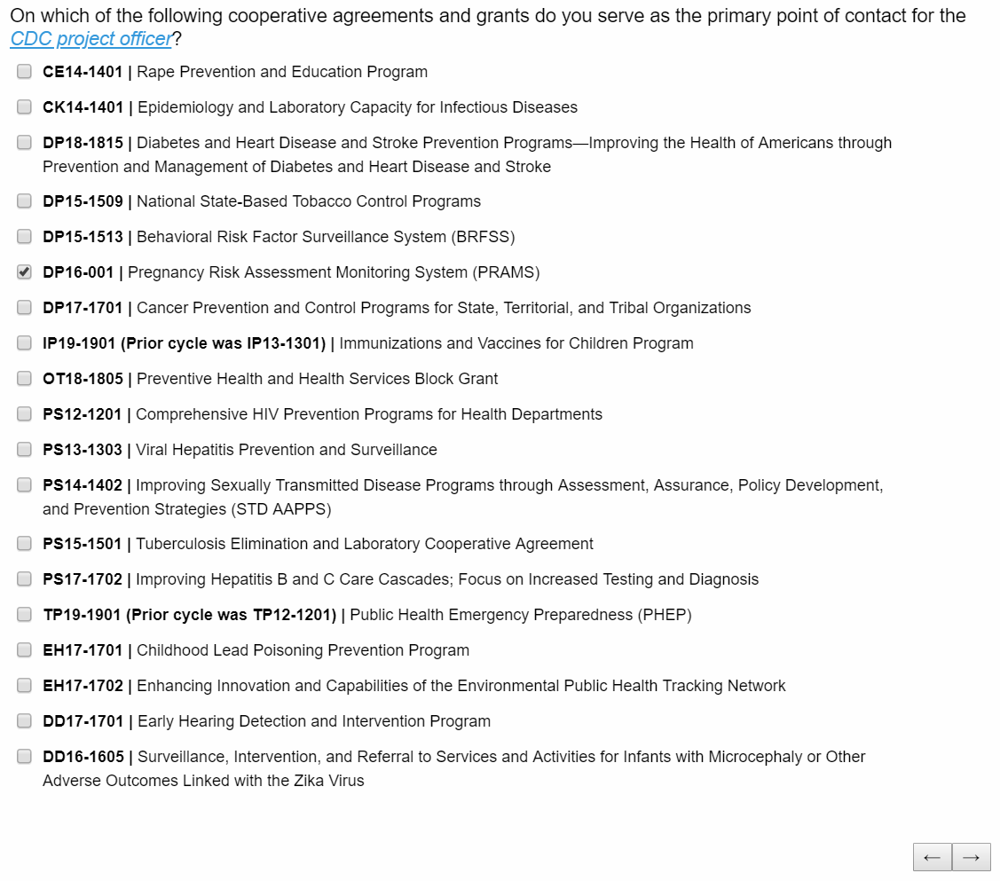 On which of the following cooperative agreements and grants do you serve as the primary point of contact for the
CDC project officer?
CE14-1401 | Rape Prevention and Education Program
CK14-1401 | Epidemiology and Laboratory Capacity for Infectious Diseases
DP18-1815 | Diabetes and Heart Disease and Stroke Prevention Programs—Improving the Health of Americans through
Prevention and Management of Diabetes and Heart Disease and Stroke
DP15-1509 | National State-Based Tobacco Control Programs
DP15-1513 | Behavioral Risk Factor Surveillance System (BRFSS)
DP16-001 | Pregnancy Risk Assessment Monitoring System (PRAMS)
DP17-1701 | Cancer Prevention and Control Programs for State, Territorial, and Tribal Organizations
IP19-1901 (Prior cycle was IP13-1301) | Immunizations and Vaccines for Children Program
OT18-1805 | Preventive Health and Health Services Block Grant
PS12-1201 | Comprehensive HIV Prevention Programs for Health Departments
PS13-1303 | Viral Hepatitis Prevention and Surveillance
PS14-1402 | Improving Sexually Transmitted Disease Programs through Assessment, Assurance, Policy Development,
and Prevention Strategies (STD AAPPS)
PS15-1501 | Tuberculosis Elimination and Laboratory Cooperative Agreement
PS17-1702 | Improving Hepatitis B and C Care Cascades; Focus on Increased Testing and Diagnosis
TP19-1901 (Prior cycle was TP12-1201) | Public Health Emergency Preparedness (PHEP)
EH17-1701 | Childhood Lead Poisoning Prevention Program
EH17-1702 | Enhancing Innovation and Capabilities of the Environmental Public Health Tracking Network
DD17-1701 | Early Hearing Detection and Intervention Program
DD16-1605 | Surveillance, Intervention, and Referral to Services and Activities for Infants with Microcephaly or Other
Adverse Outcomes Linked with the Zika Virus
← →